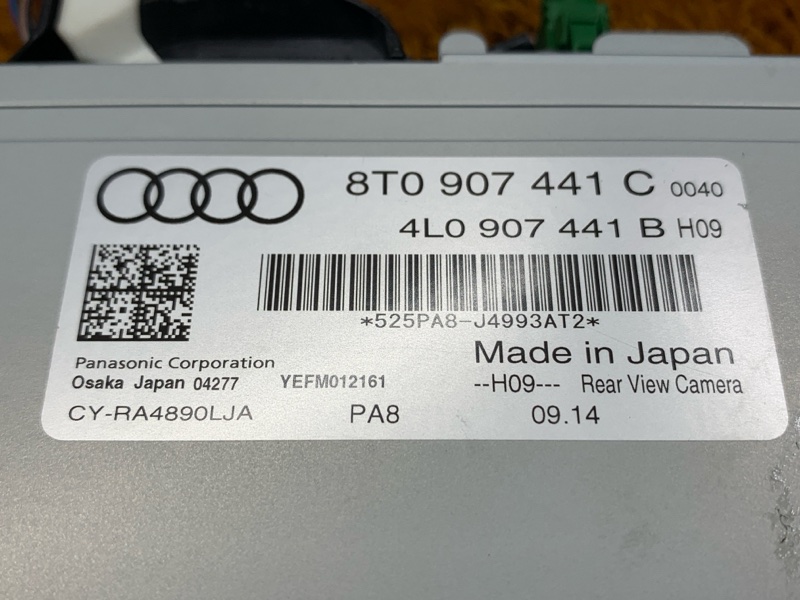 8T0 907 441 C 0040
4L0 907 441 B H09
*525PA8-J4993AT2*
Panasonic Corporation
Made in Japan
Osaka Japan 04277 YEFM012161 --H09--- Rear View Camera
CY-RA4890LJA PA8 09.14